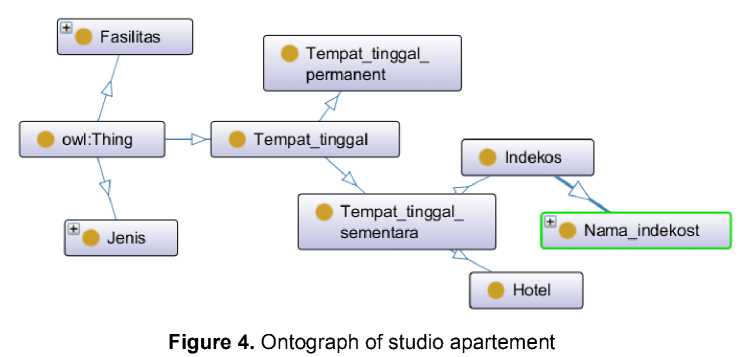 Fasilitas
Tempat_tinggal_
permanent
owl:Thing
Tempat_tinggal
Indekos
Tempat_tinggal_
sementara
Jenis
Nama_indekost
Hotel
Figure 4. Ontograph of studio apartement